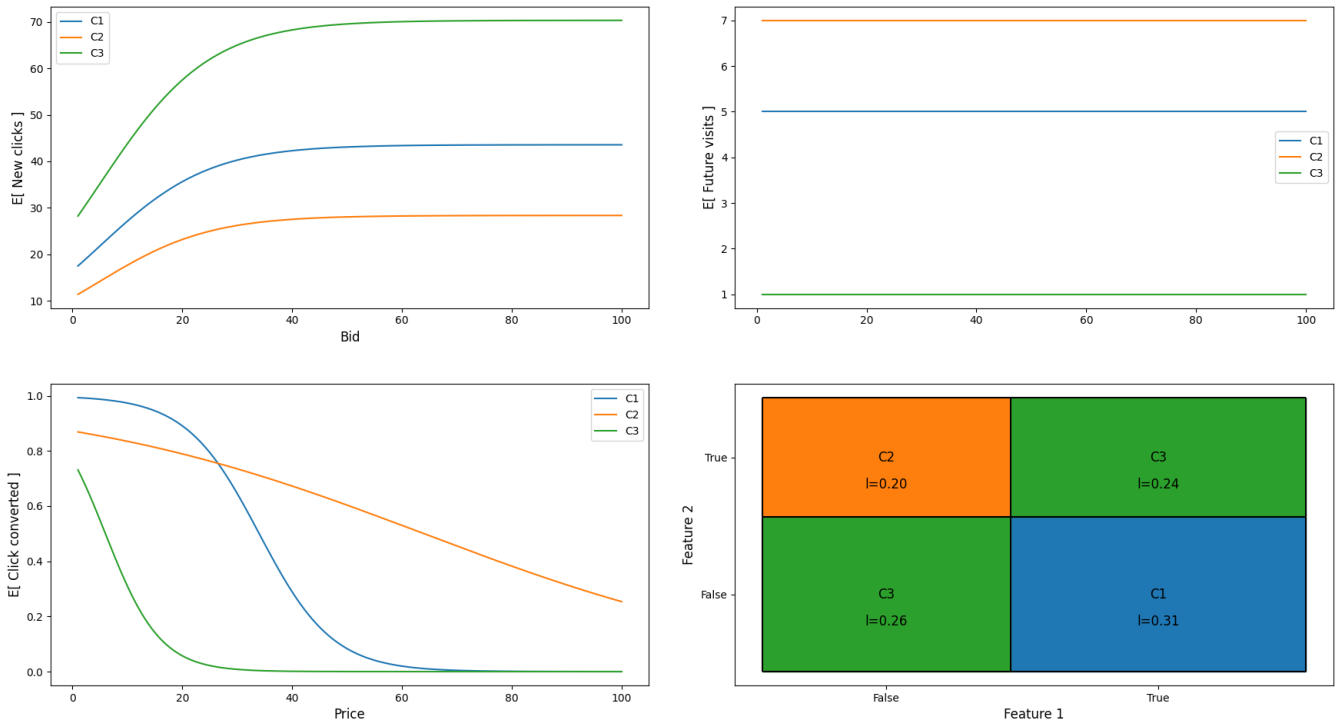 70
60
50
40
30
20
10
E[ New clicks ]
C1
C2
C3
0 20 40 60 80 100
Bid
7
6
5
4
3
2
1
E[ Future visits ]
C1
C2
C3
0 20 40 60 80 100
1.0
0.8
0.6
0.4
0.2
0.0
E[ Click converted ]
C1
C2
C3
0 20 40 60 80 100
Price
True
False
Feature 2
C2
l=0.20
C3
l=0.24
C3
l=0.26
C1
l=0.31
False True
Feature 1